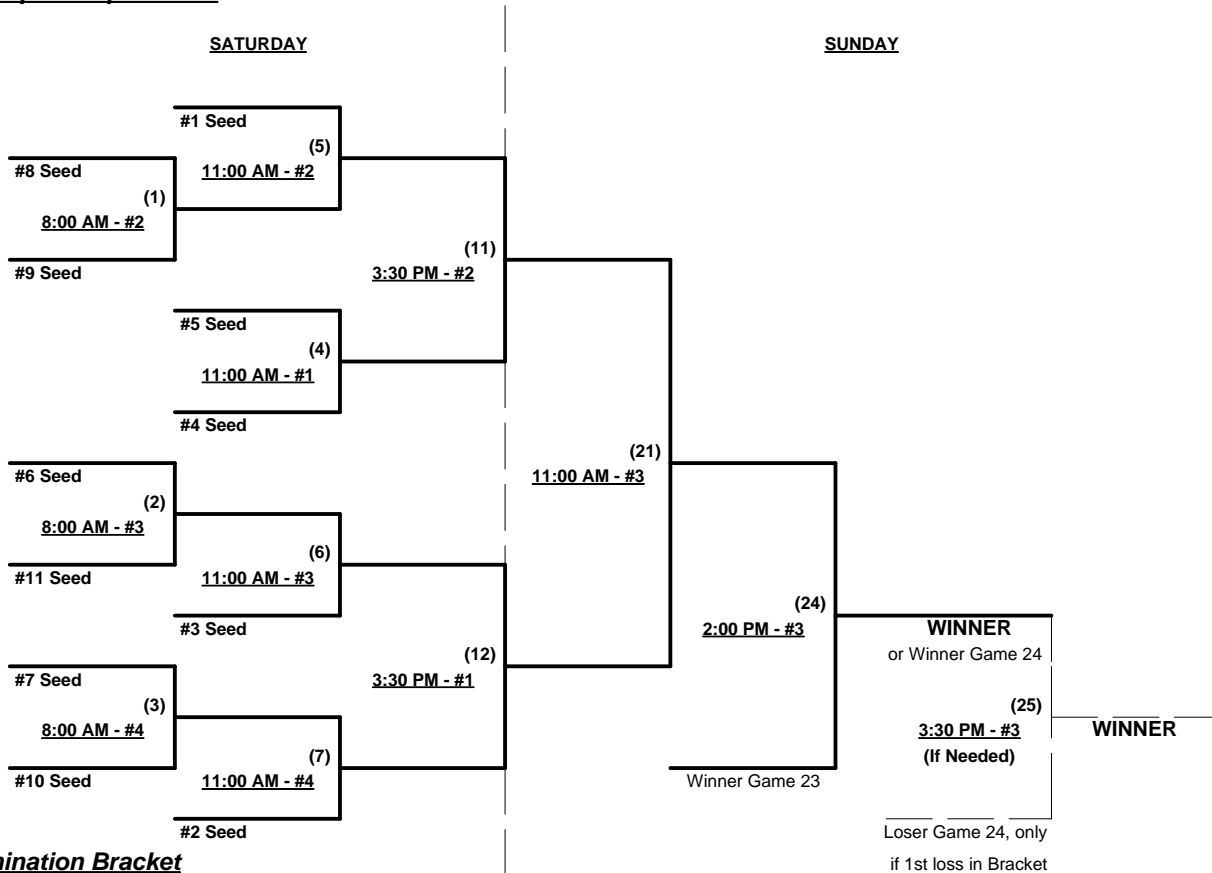 SATURDAY
SUNDAY
#1 Seed
(5)
11:00 AM - #2
#8 Seed
(1)
8:00 AM - #2
#9 Seed
(11)
3:30 PM - #2
#5 Seed
(4)
11:00 AM - #1
#4 Seed
(21)
11:00 AM - #3
#6 Seed
(2)
8:00 AM - #3
#11 Seed
(6)
11:00 AM - #3
#3 Seed
(24)
2:00 PM - #3
WINNER
or Winner Game 24
(12)
3:30 PM - #1
#7 Seed
(3)
8:00 AM - #4
#10 Seed
(7)
11:00 AM - #4
#2 Seed
Winner Game 23
(25)
3:30 PM - #3
(If Needed)
WINNER
Loser Game 24, only
if 1st loss in Bracket
Bracket